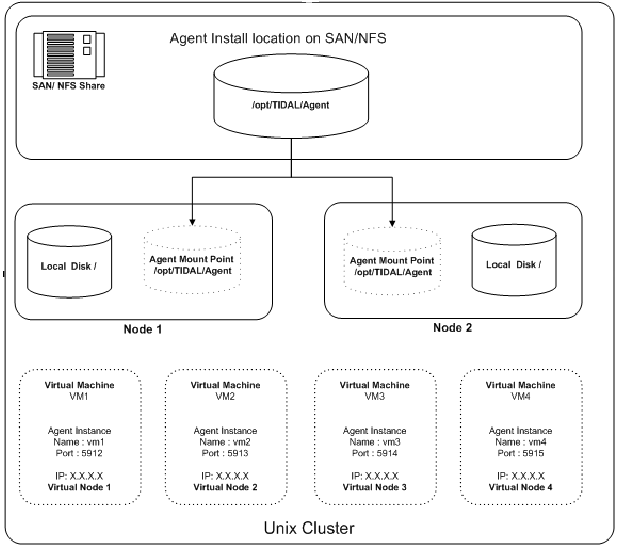 Agent Install location on SAN/NFS
SAN/ NFS Share
/opt/TIDAL/Agent
Local Disk /
Agent Mount Point
/opt/TIDAL/Agent
Node 1
Agent Mount Point
/opt/TIDAL/Agent
Local Disk /
Node 2
Virtual Machine
VM1
Agent Instance
Name : vm1
Port : 5912
IP: X.X.X.X
Virtual Node 1
Virtual Machine
VM2
Agent Instance
Name : vm2
Port : 5913
IP: X.X.X.X
Virtual Node 2
Virtual Machine
VM3
Agent Instance
Name : vm3
Port : 5914
IP: X.X.X.X
Virtual Node 3
Virtual Machine
VM4
Agent Instance
Name : vm4
Port : 5915
IP: X.X.X.X
Virtual Node 4
Unix Cluster